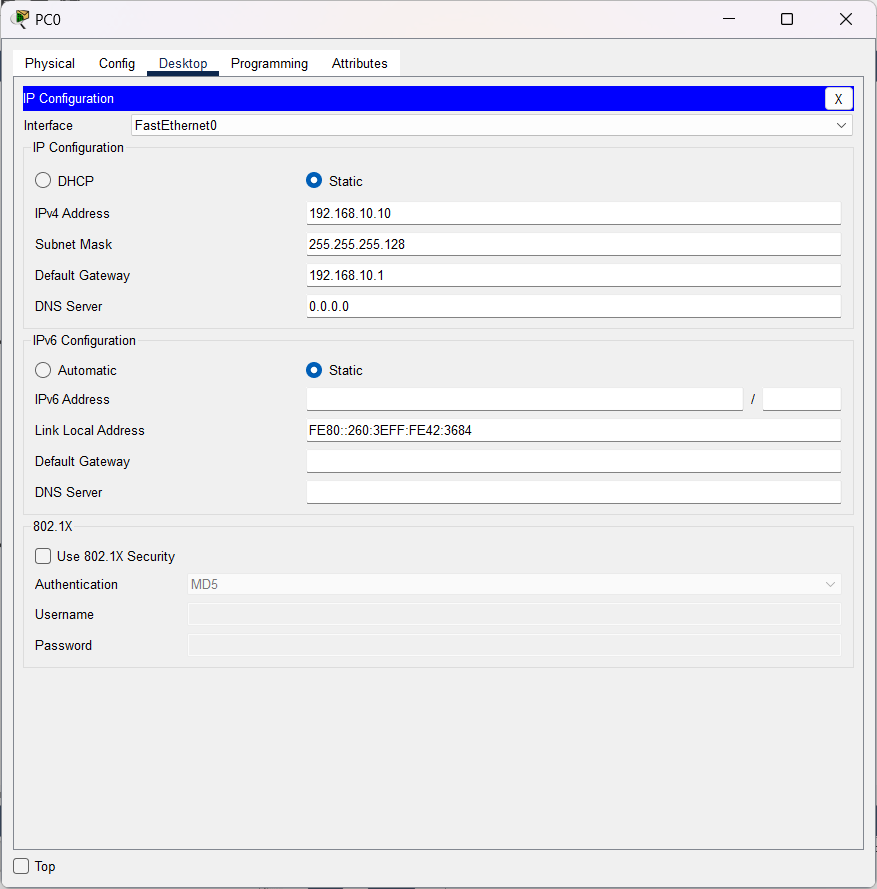 PC0
Physical Config Desktop Programming Attributes
IP Configuration X
Interface FastEthernet0
IP Configuration
DHCP Static
IPv4 Address 192.168.10.10
Subnet Mask 255.255.255.128
Default Gateway 192.168.10.1
DNS Server 0.0.0.0
IPv6 Configuration
Automatic Static
IPv6 Address /
Link Local Address FE80::260:3EFF:FE42:3684
Default Gateway
DNS Server
802.1X
Use 802.1X Security
Authentication MD5
Username
Password
Top